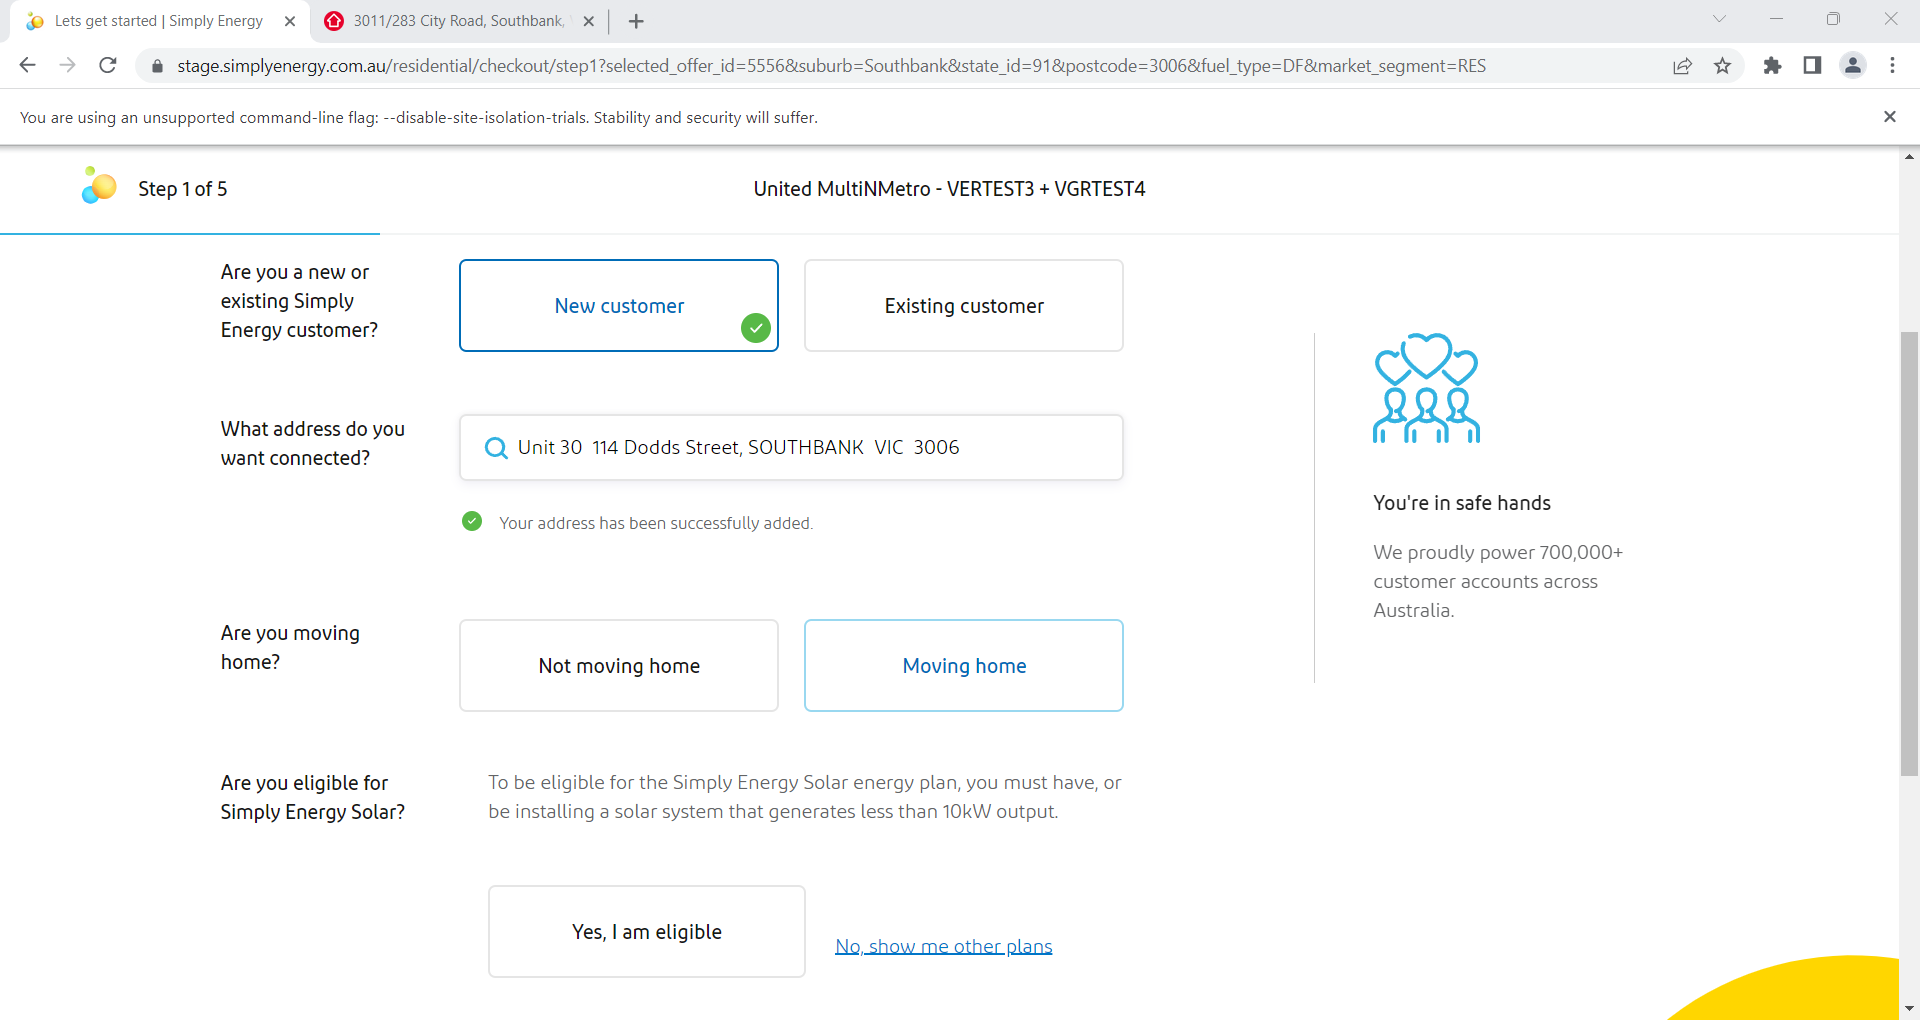 Lets get started | Simply Energy
3011/283 City Road, Southbank,
stage.simplyenergy.com.au/residential/checkout/step1?selected_offer_id=5556&suburb=Southbank&state_id=91&postcode=3006&fuel_type=DF&market_segment=RES
You are using an unsupported command-line flag: --disable-site-isolation-trials. Stability and security will suffer.
Step 1 of 5
United MultiNMetro - VERTEST3 + VGRTEST4
Are you a new or
existing Simply
Energy customer?
New customer
Existing customer
What address do you
want connected?
Unit 30  114 Dodds Street, SOUTHBANK  VIC  3006
Your address has been successfully added.
Are you moving
home?
Not moving home
Moving home
Are you eligible for
Simply Energy Solar?
To be eligible for the Simply Energy Solar energy plan, you must have, or
be installing a solar system that generates less than 10kW output.
Yes, I am eligible
No, show me other plans
You're in safe hands
We proudly power 700,000+
customer accounts across
Australia.